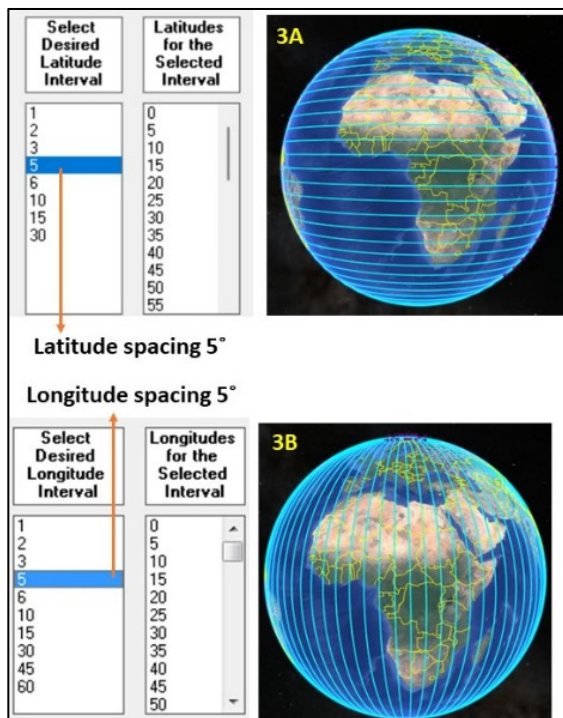 Select
Desired
Latitude
Interval
Latitudes
for the
Selected
Interval
1
2
3
5
6
10
15
30
0
5
10
15
20
25
30
35
40
45
50
55
3A
Latitude spacing 5°
Longitude spacing 5°
Select
Desired
Longitude
Interval
Longitudes
for the
Selected
Interval
1
2
3
5
6
10
15
30
45
60
0
5
10
15
20
25
30
35
40
45
50
3B